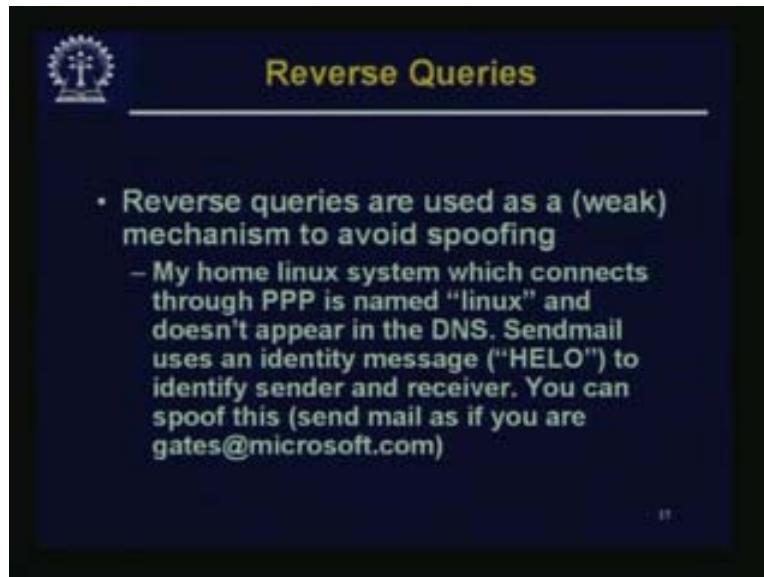 Reverse Queries
• Reverse queries are used as a (weak)
mechanism to avoid spoofing
– My home linux system which connects
through PPP is named “linux” and
doesn’t appear in the DNS. Sendmail
uses an identity message (“HELO”) to
identify sender and receiver. You can
spoof this (send mail as if you are
gates@microsoft.com)